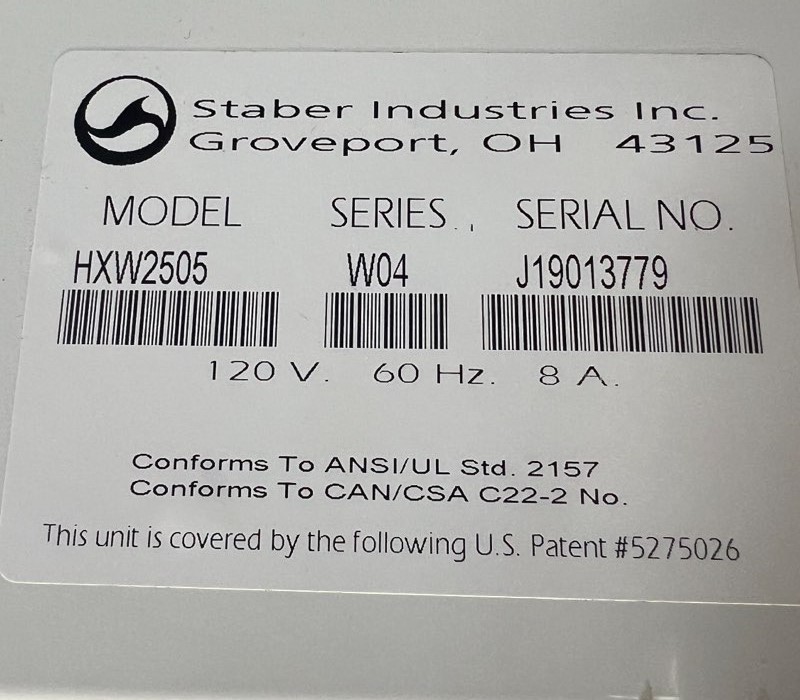 Staber Industries Inc.
Groveport, OH 43125
MODEL SERIES. , SERIAL NO.
HXW2505 W04 J19013779
120 V. 60 Hz. 8 A.
Conforms To ANSI/UL Std. 2157
Conforms To CAN/CSA C22-2 No.
This unit is covered by the following U.S. Patent #5275026